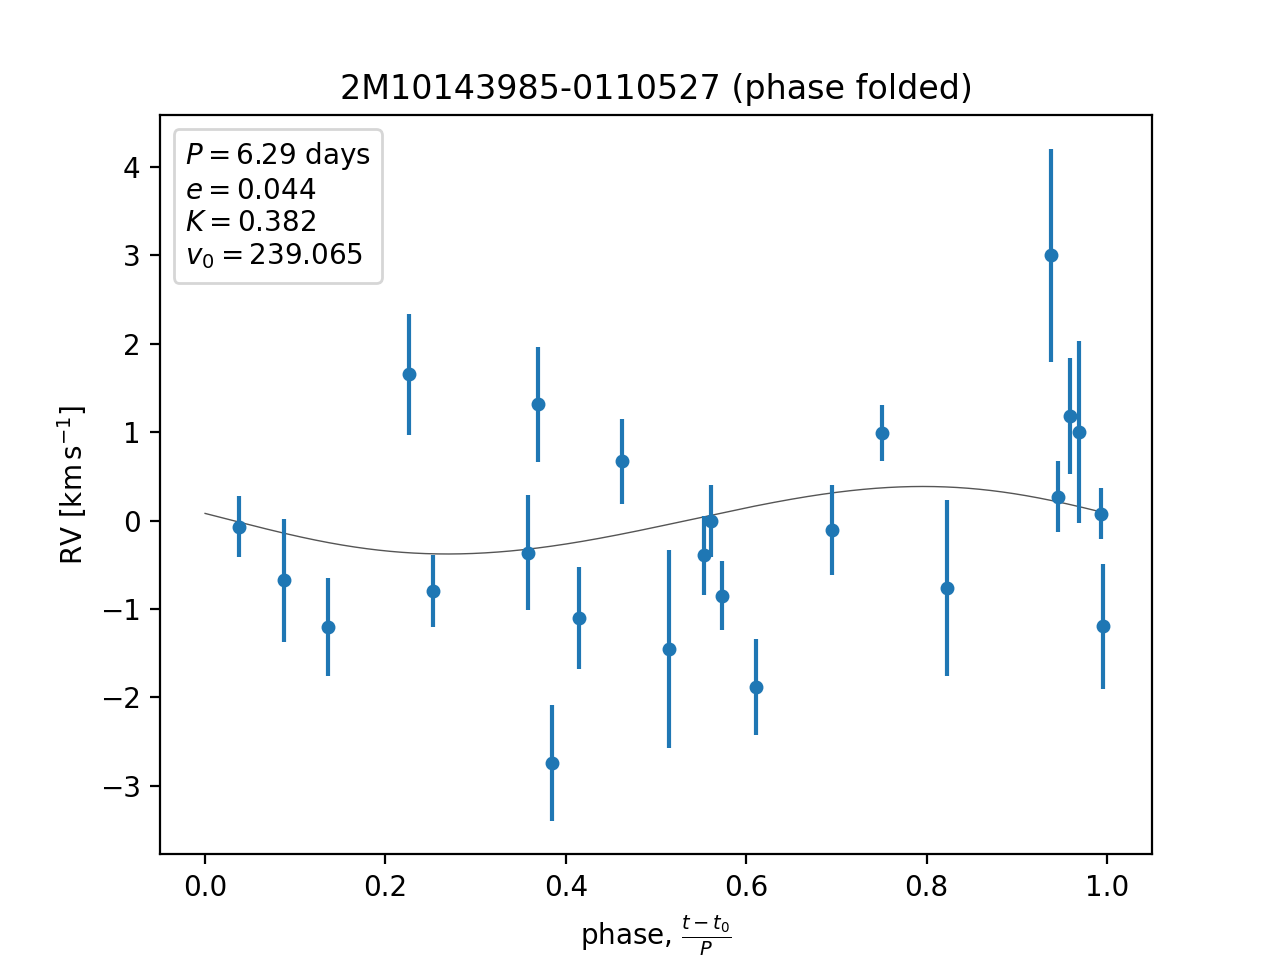 2M10143985-0110527 (phase folded)
P = 6.29 days
e = 0.044
K = 0.382
v₀ = 239.065
4
3
2
1
0
−1
−2
−3
RV [km s⁻¹]
0.0 0.2 0.4 0.6 0.8 1.0
phase, (t − t₀)/P